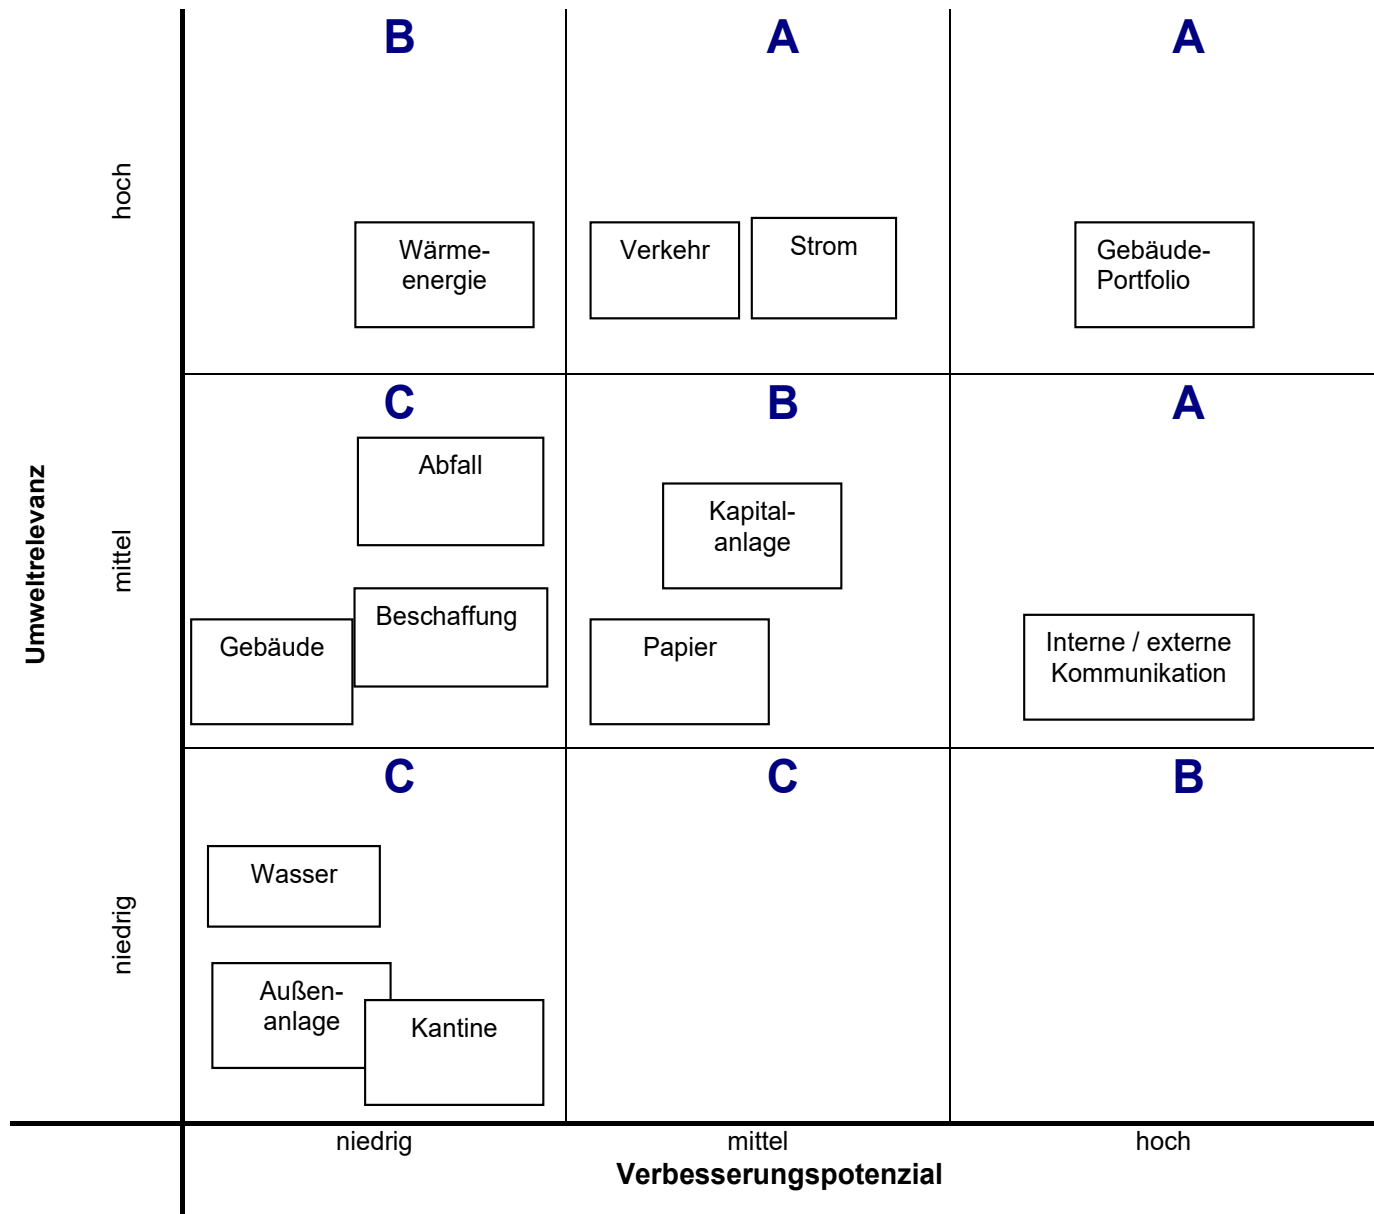 B
A
A
hoch
Wärme-
energie
Verkehr
Strom
Gebäude-
Portfolio
C
B
A
Umweltrelevanz
mittel
Abfall
Kapital-
anlage
Beschaffung
Gebäude
Papier
Interne / externe
Kommunikation
C
C
B
niedrig
Wasser
Außen-
anlage
Kantine
niedrig
mittel
hoch
Verbesserungspotenzial